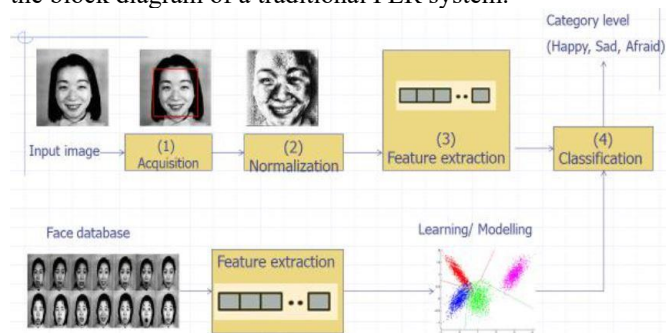 the block diagram of a traditional FER system.
Category level
(Happy, Sad, Afraid)
Input image
(1)
Acquisition
(2)
Normalization
(3)
Feature extraction
(4)
Classification
Face database
Feature extraction
Learning/ Modelling